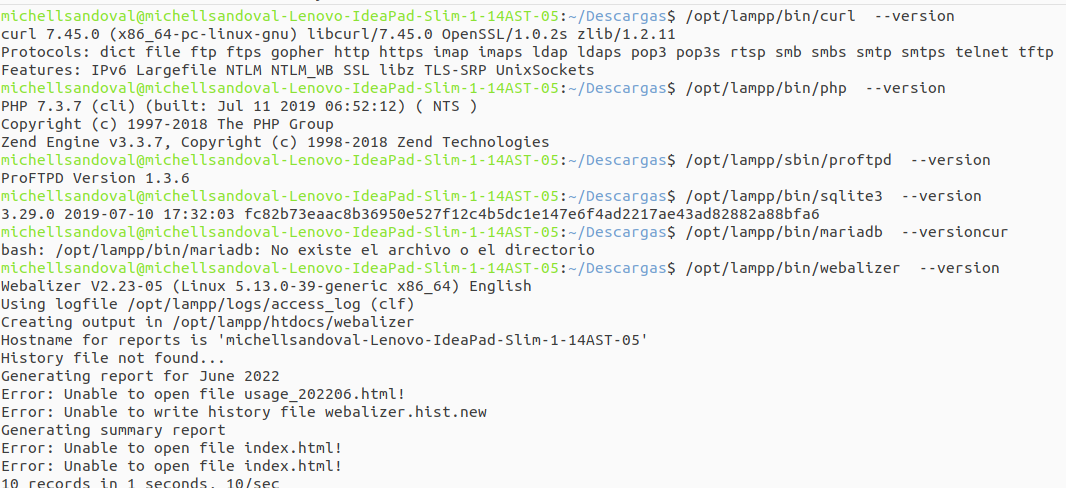 michellsandoval@michellsandoval-Lenovo-IdeaPad-Slim-1-14AST-05:~/Descargas$ /opt/lampp/bin/curl  --version
curl 7.45.0 (x86_64-pc-linux-gnu) libcurl/7.45.0 OpenSSL/1.0.2s zlib/1.2.11
Protocols: dict file ftp ftps gopher http https imap imaps ldap ldaps pop3 pop3s rtsp smb smbs smtp smtps telnet tftp
Features: IPv6 Largefile NTLM NTLM_WB SSL libz TLS-SRP UnixSockets
michellsandoval@michellsandoval-Lenovo-IdeaPad-Slim-1-14AST-05:~/Descargas$ /opt/lampp/bin/php  --version
PHP 7.3.7 (cli) (built: Jul 11 2019 06:52:12) ( NTS )
Copyright (c) 1997-2018 The PHP Group
Zend Engine v3.3.7, Copyright (c) 1998-2018 Zend Technologies
michellsandoval@michellsandoval-Lenovo-IdeaPad-Slim-1-14AST-05:~/Descargas$ /opt/lampp/sbin/proftpd  --version
ProFTPD Version 1.3.6
michellsandoval@michellsandoval-Lenovo-IdeaPad-Slim-1-14AST-05:~/Descargas$ /opt/lampp/bin/sqlite3  --version
3.29.0 2019-07-10 17:32:03 fc82b73eaac8b36950e527f12c4b5dc1e147e6f4ad2217ae43ad82882a88bfa6
michellsandoval@michellsandoval-Lenovo-IdeaPad-Slim-1-14AST-05:~/Descargas$ /opt/lampp/bin/mariadb  --versioncur
bash: /opt/lampp/bin/mariadb: No existe el archivo o el directorio
michellsandoval@michellsandoval-Lenovo-IdeaPad-Slim-1-14AST-05:~/Descargas$ /opt/lampp/bin/webalizer  --version
Webalizer V2.23-05 (Linux 5.13.0-39-generic x86_64) English
Using logfile /opt/lampp/logs/access_log (clf)
Creating output in /opt/lampp/htdocs/webalizer
Hostname for reports is 'michellsandoval-Lenovo-IdeaPad-Slim-1-14AST-05'
History file not found...
Generating report for June 2022
Error: Unable to open file usage_202206.html!
Error: Unable to write history file webalizer.hist.new
Generating summary report
Error: Unable to open file index.html!
Error: Unable to open file index.html!
10 records in 1 seconds, 10/sec